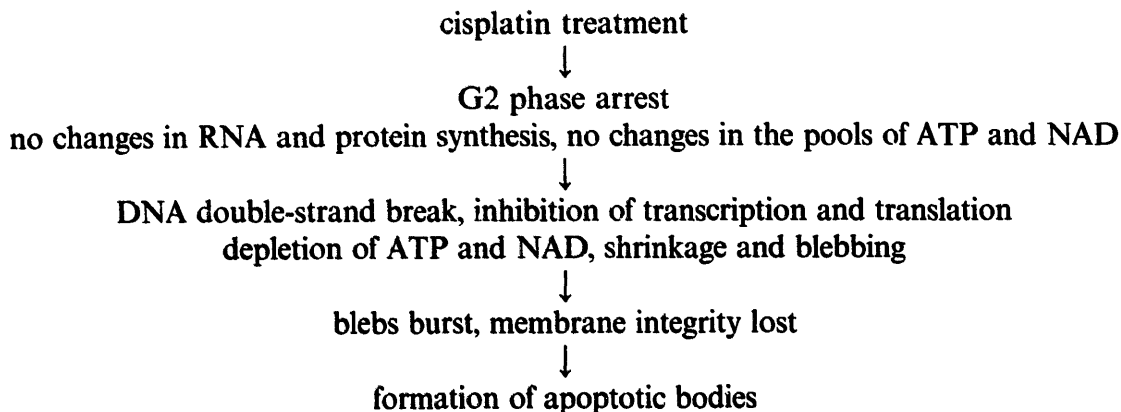 cisplatin treatment
↓
G2 phase arrest
no changes in RNA and protein synthesis, no changes in the pools of ATP and NAD
↓
DNA double-strand break, inhibition of transcription and translation
depletion of ATP and NAD, shrinkage and blebbing
↓
blebs burst, membrane integrity lost
↓
formation of apoptotic bodies